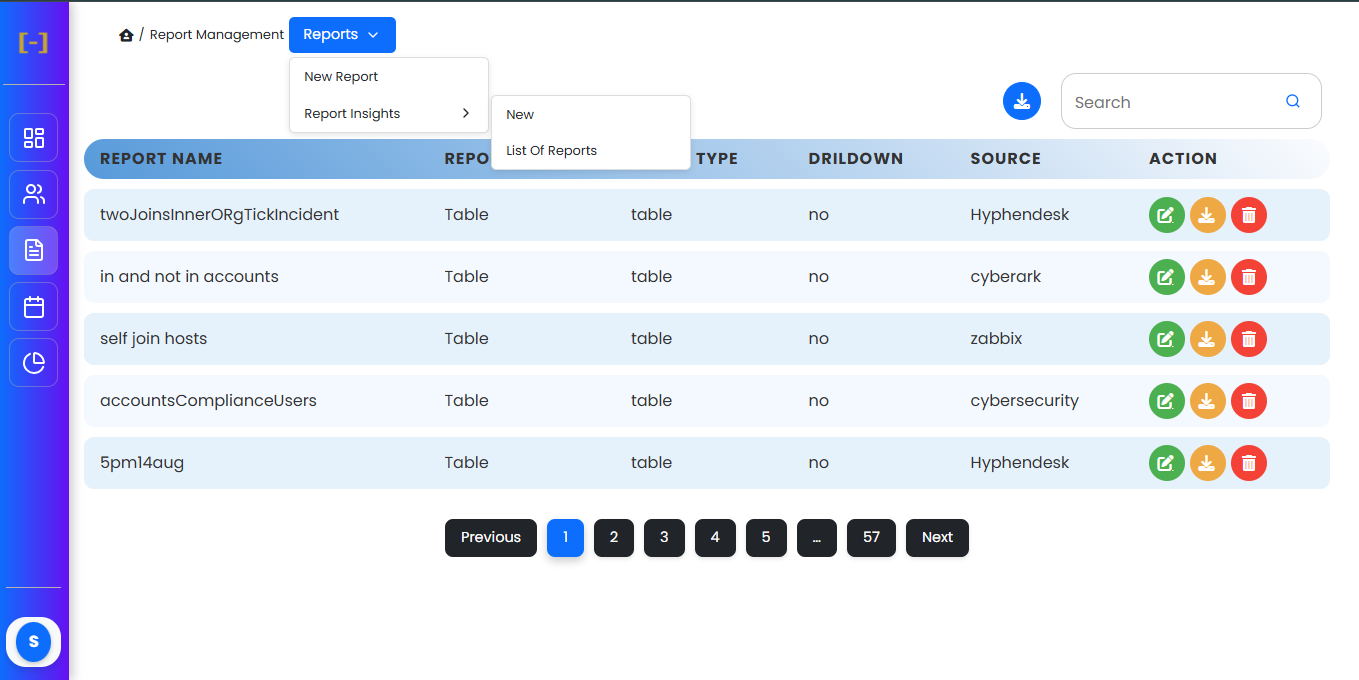 [-]
/ Report Management Reports
New Report
Report Insights
New
List Of Reports
Search
REPORT NAME REPO TYPE DRILDOWN SOURCE ACTION
twoJoinsInnerORgTickIncident Table table no Hyphendesk
in and not in accounts Table table no cyberark
self join hosts Table table no zabbix
accountsComplianceUsers Table table no cybersecurity
5pm14aug Table table no Hyphendesk
Previous 1 2 3 4 5 ... 57 Next
S